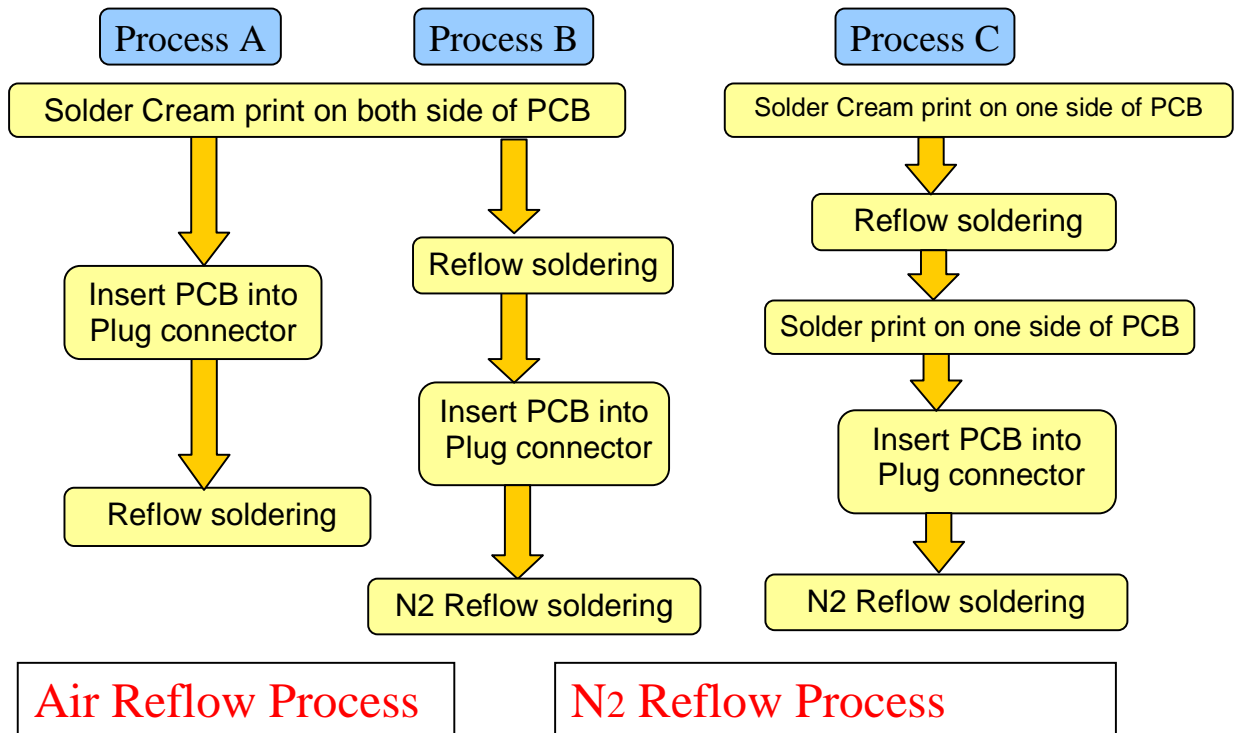 Process A
Process B
Process C
Solder Cream print on both side of PCB
Solder Cream print on one side of PCB
Reflow soldering
Reflow soldering
Insert PCB into
Plug connector
Solder print on one side of PCB
Insert PCB into
Plug connector
Insert PCB into
Plug connector
Reflow soldering
N2 Reflow soldering
N2 Reflow soldering
Air Reflow Process
N2 Reflow Process